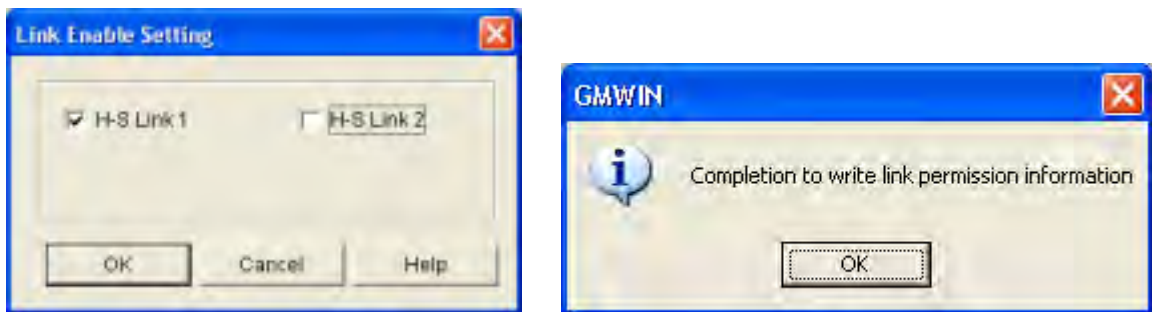 Link Enable Setting
H-S Link 1
H-S Link 2
OK
Cancel
Help
GMWIN
Completion to write link permission information
OK